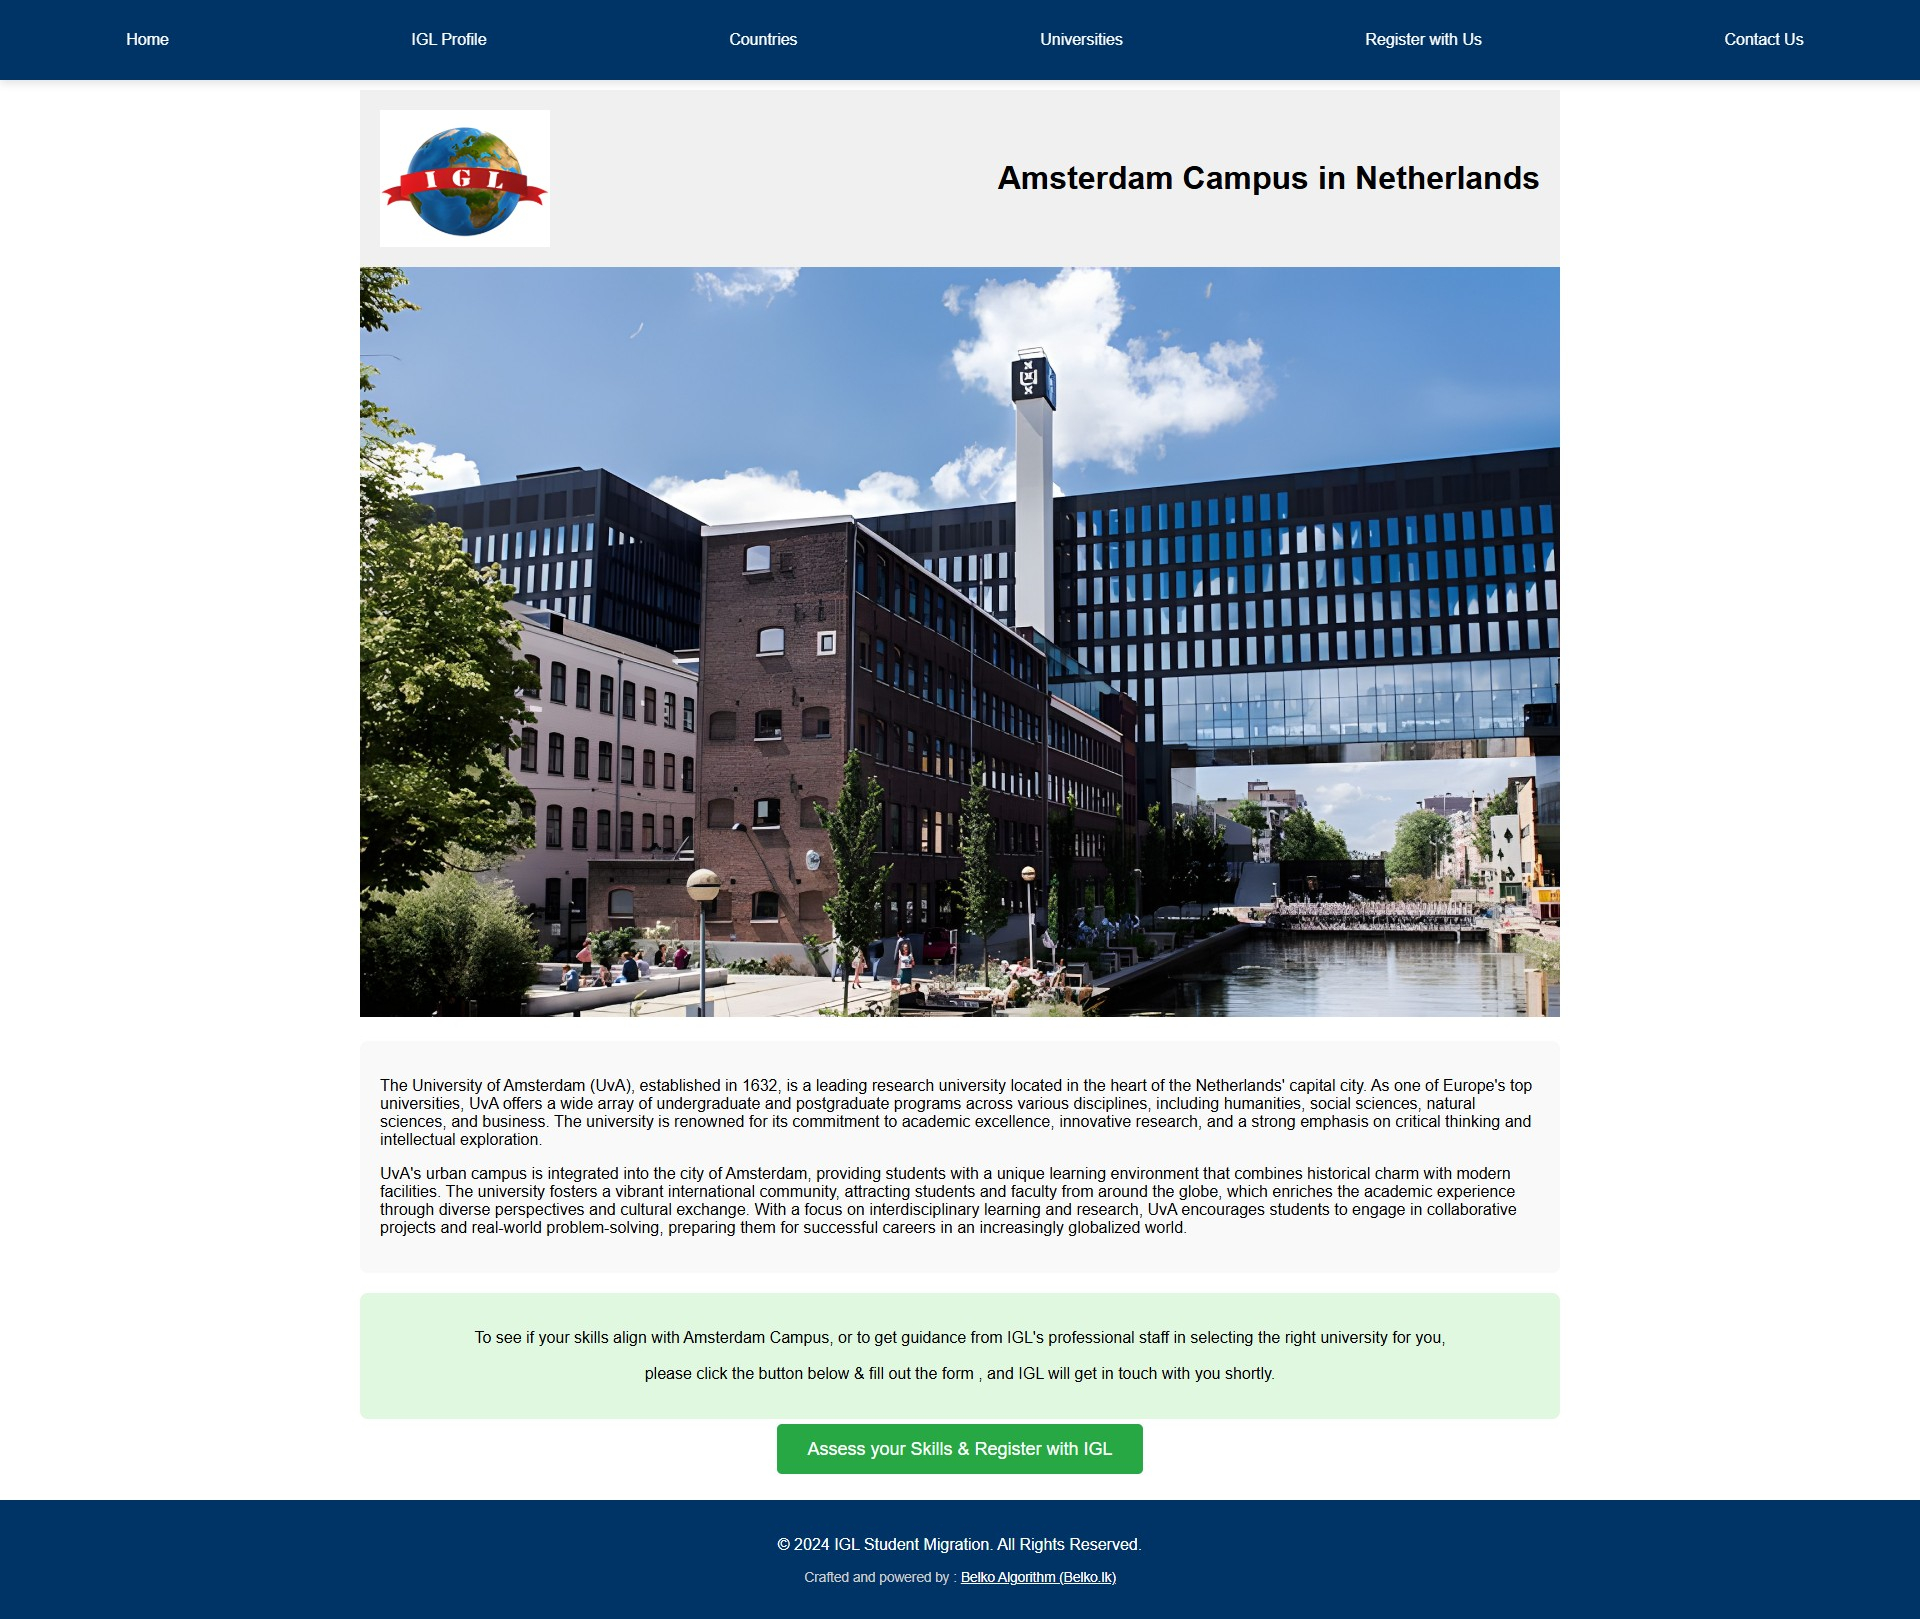 Home IGL Profile Countries Universities Register with Us Contact Us
IGL
Amsterdam Campus in Netherlands
The University of Amsterdam (UvA), established in 1632, is a leading research university located in the heart of the Netherlands' capital city. As one of Europe's top
universities, UvA offers a wide array of undergraduate and postgraduate programs across various disciplines, including humanities, social sciences, natural
sciences, and business. The university is renowned for its commitment to academic excellence, innovative research, and a strong emphasis on critical thinking and
intellectual exploration.
UvA's urban campus is integrated into the city of Amsterdam, providing students with a unique learning environment that combines historical charm with modern
facilities. The university fosters a vibrant international community, attracting students and faculty from around the globe, which enriches the academic experience
through diverse perspectives and cultural exchange. With a focus on interdisciplinary learning and research, UvA encourages students to engage in collaborative
projects and real-world problem-solving, preparing them for successful careers in an increasingly globalized world.
To see if your skills align with Amsterdam Campus, or to get guidance from IGL's professional staff in selecting the right university for you,
please click the button below & fill out the form , and IGL will get in touch with you shortly.
Assess your Skills & Register with IGL
© 2024 IGL Student Migration. All Rights Reserved.
Crafted and powered by : Belko Algorithm (Belko.lk)